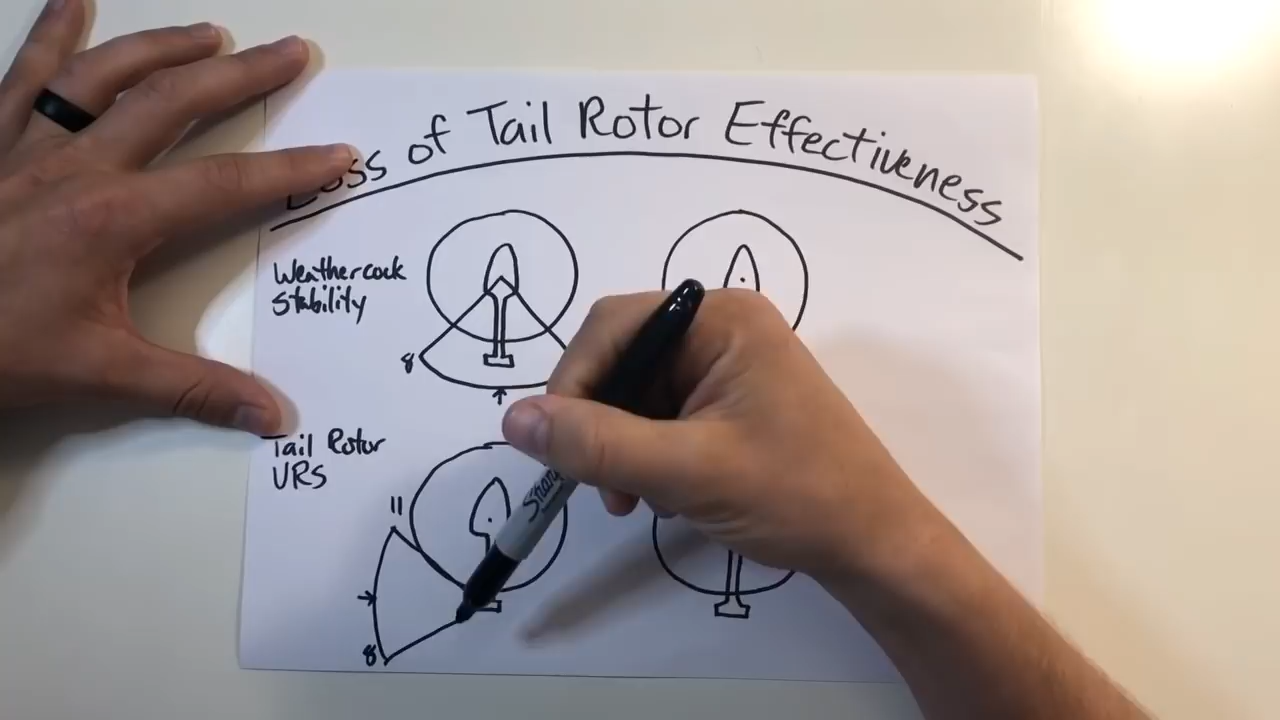 Loss of Tail Rotor Effectiveness
Weathercock
Stability
8
Tail Rotor
VRS
11
8